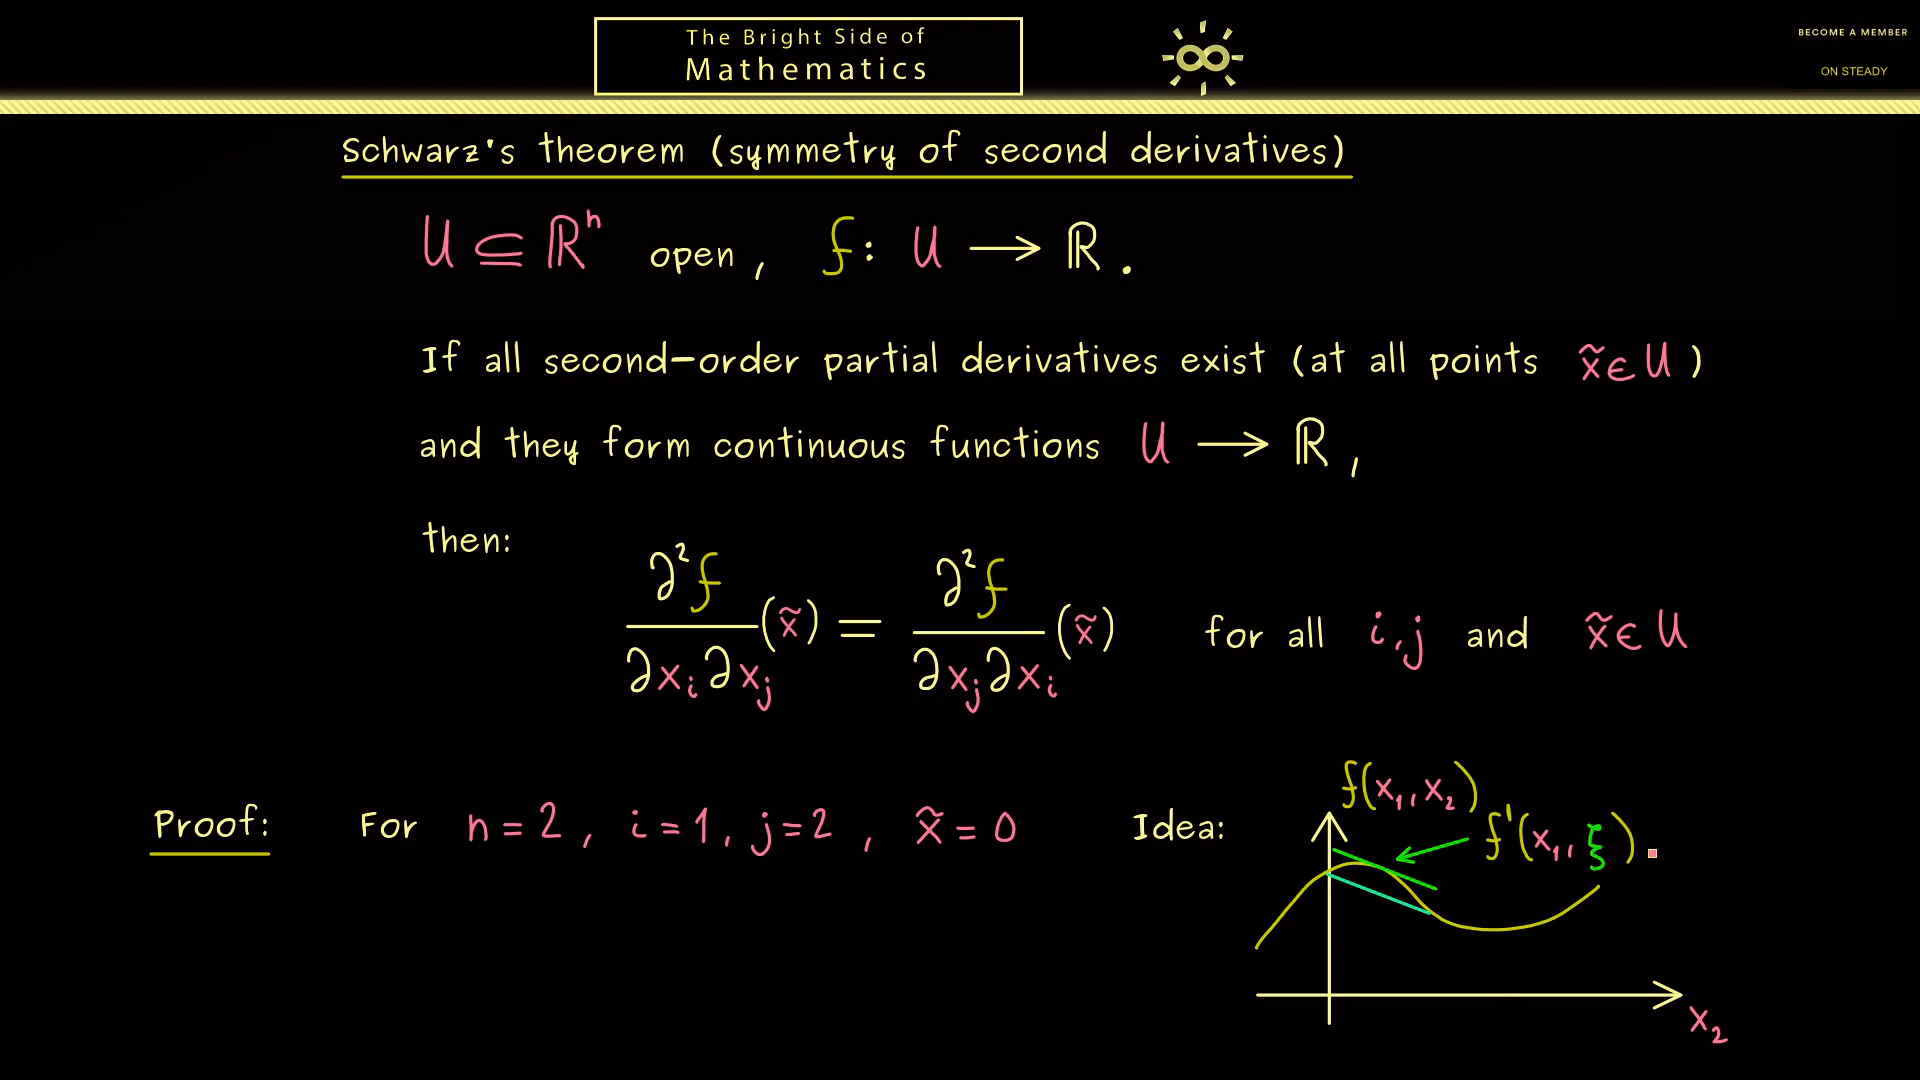 The Bright Side of
Mathematics
BECOME A MEMBER
ON STEADY
Schwarz's theorem (symmetry of second derivatives)
U ⊆ ℝⁿ open, f: U ⟶ ℝ.
If all second-order partial derivatives exist (at all points x̃ ∈ U)
and they form continuous functions U ⟶ ℝ,
then:
∂²f/∂xᵢ∂xⱼ (x̃) = ∂²f/∂xⱼ∂xᵢ (x̃) for all i,j and x̃ ∈ U
Proof: For n = 2, i = 1, j = 2, x̃ = 0 Idea:
f(x₁, x₂)
f'(x₁, ξ)
x₂